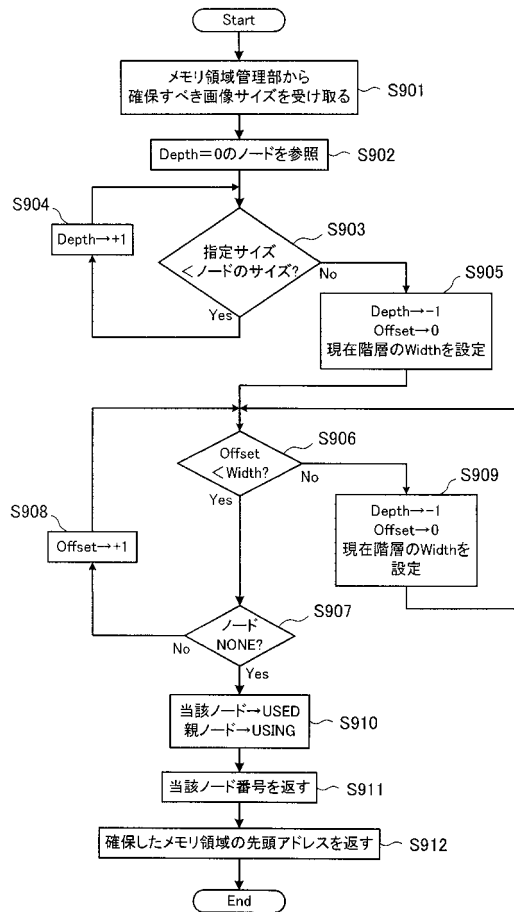 Start
メモリ領域管理部から
確保すべき画像サイズを受け取る
S901
Depth=0のノードを参照
S902
S904
Depth→+1
S903
指定サイズ
<ノードのサイズ?
No
Yes
S905
Depth→-1
Offset→0
現在階層のWidthを設定
S906
Offset
<Width?
No
Yes
S909
Depth→-1
Offset→0
現在階層のWidthを
設定
S908
Offset→+1
S907
ノード
NONE?
No
Yes
当該ノード→USED
親ノード→USING
S910
当該ノード番号を返す
S911
確保したメモリ領域の先頭アドレスを返す
S912
End